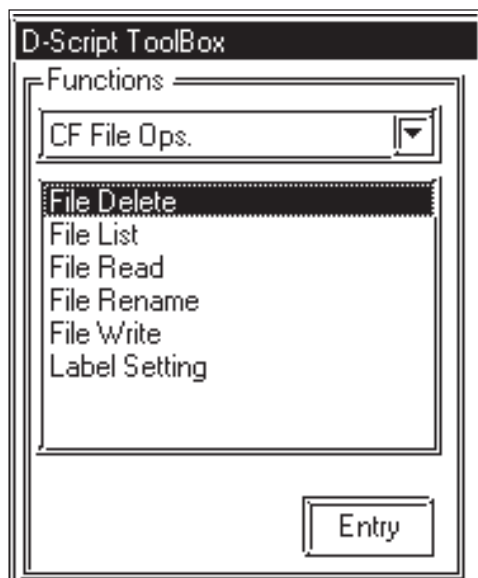 D-Script ToolBox
Functions
CF File Ops.
File Delete
File List
File Read
File Rename
File Write
Label Setting
Entry